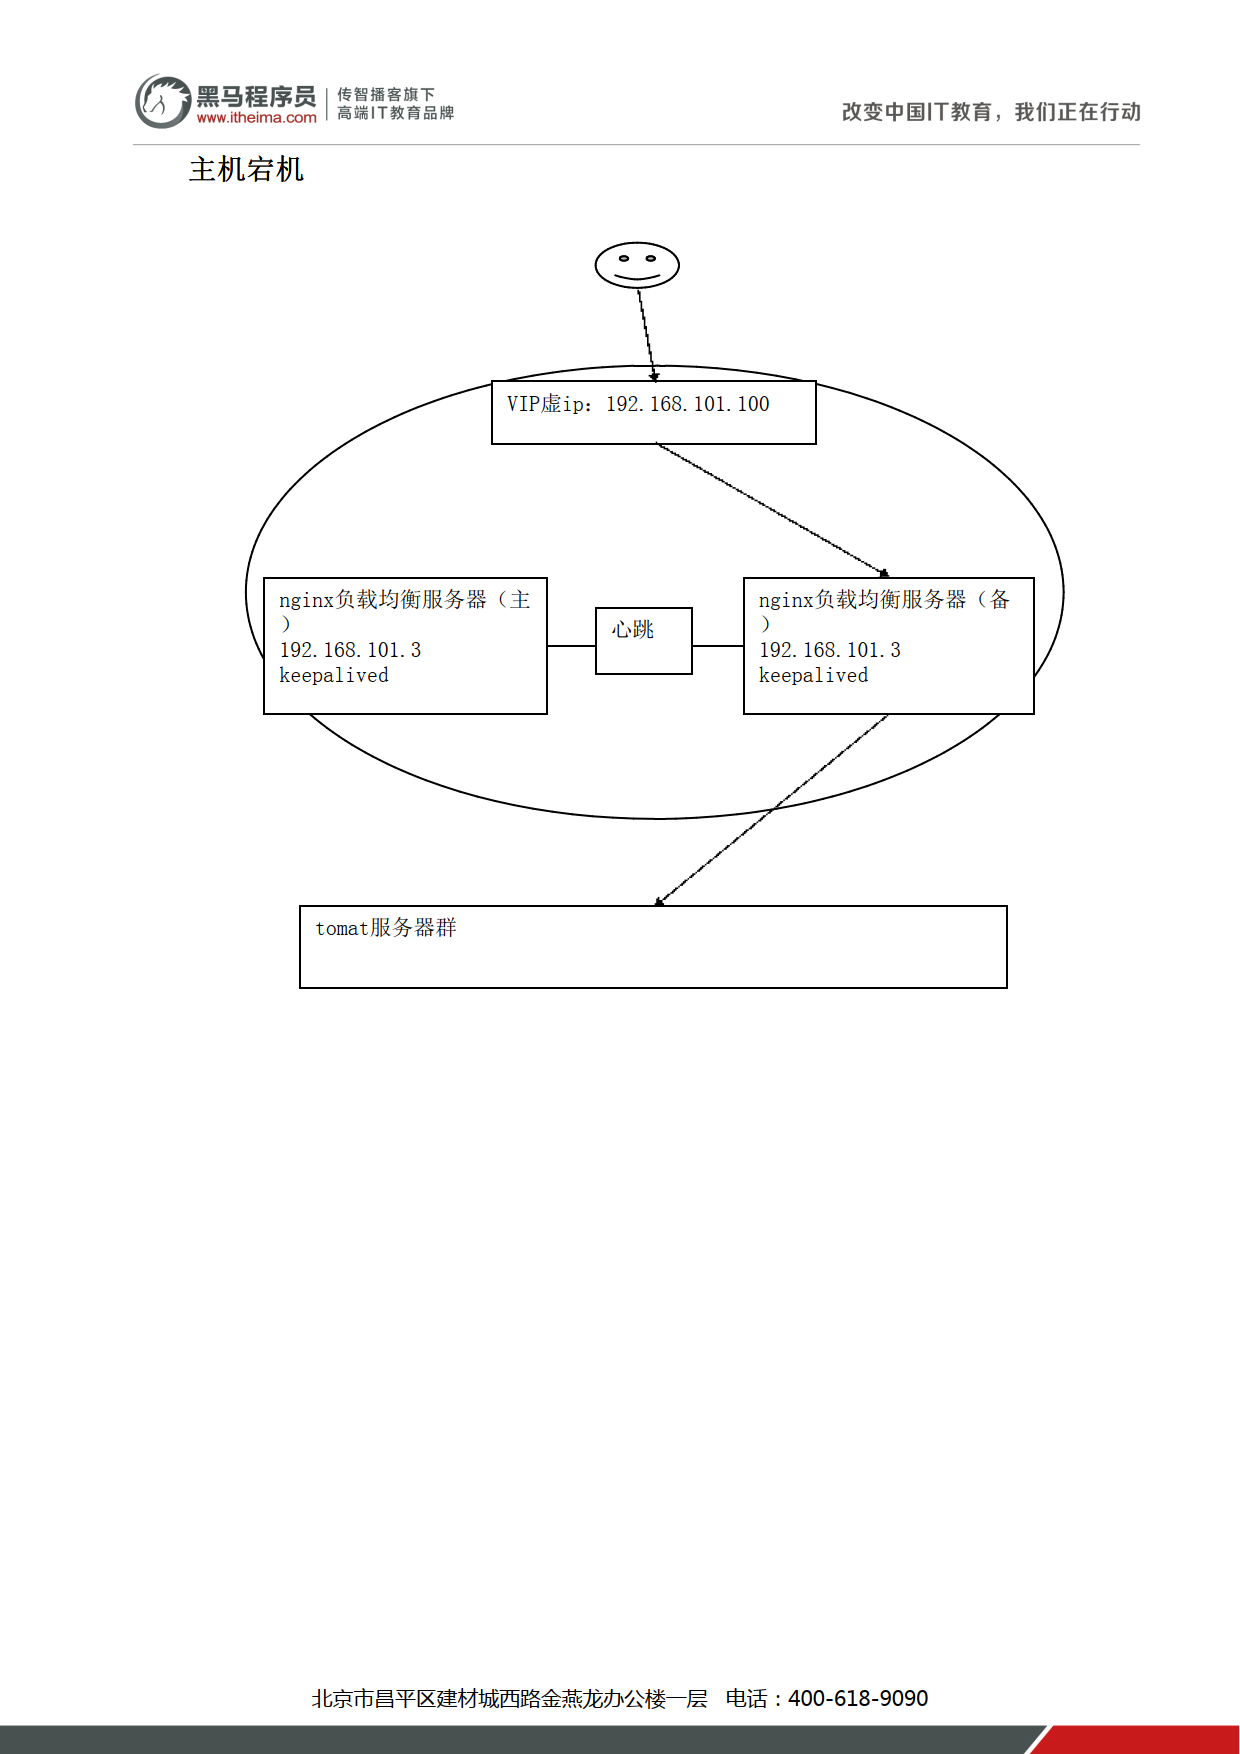 黑马程序员
www.itheima.com
传智播客旗下
高端IT教育品牌
改变中国IT教育，我们正在行动
主机宕机
VIP虚ip：192.168.101.100
nginx负载均衡服务器（主
）
192.168.101.3
keepalived
心跳
nginx负载均衡服务器（备
）
192.168.101.3
keepalived
tomat服务器群
北京市昌平区建材城西路金燕龙办公楼一层 电话：400-618-9090